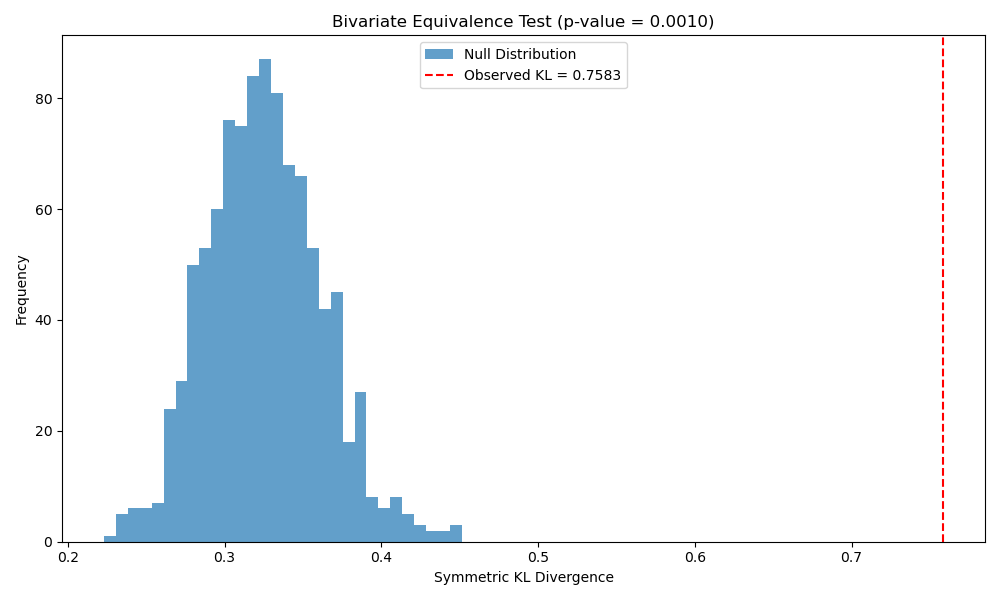 Bivariate Equivalence Test (p-value = 0.0010)
Null Distribution
Observed KL = 0.7583
Frequency
80
60
40
20
0
0.2
0.3
0.4
0.5
0.6
0.7
Symmetric KL Divergence